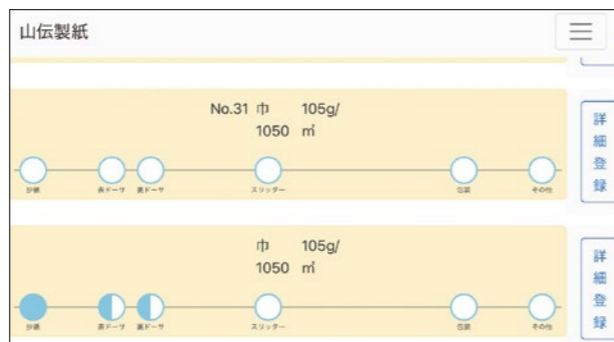 山伝製紙
詳細登録
No.31 巾 105g/
1050 ㎡
抄紙 表ドーサ 裏ドーサ スリッター 包装 その他
詳細登録
巾 105g/
1050 ㎡
抄紙 表ドーサ 裏ドーサ スリッター 包装 その他